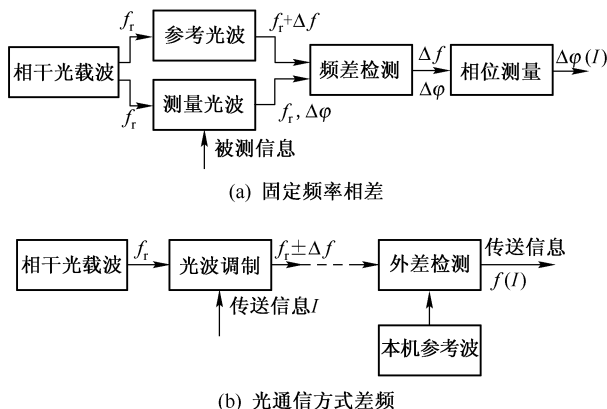 f_r
参考光波
f_r+Δf
相干光载波
频差检测
Δf
Δφ
相位测量
Δφ(I)
f_r
测量光波
f_r, Δφ
被测信息
(a) 固定频率相差
相干光载波
f_r
光波调制
f_r±Δf
外差检测
传送信息
f(I)
传送信息I
本机参考波
(b) 光通信方式差频